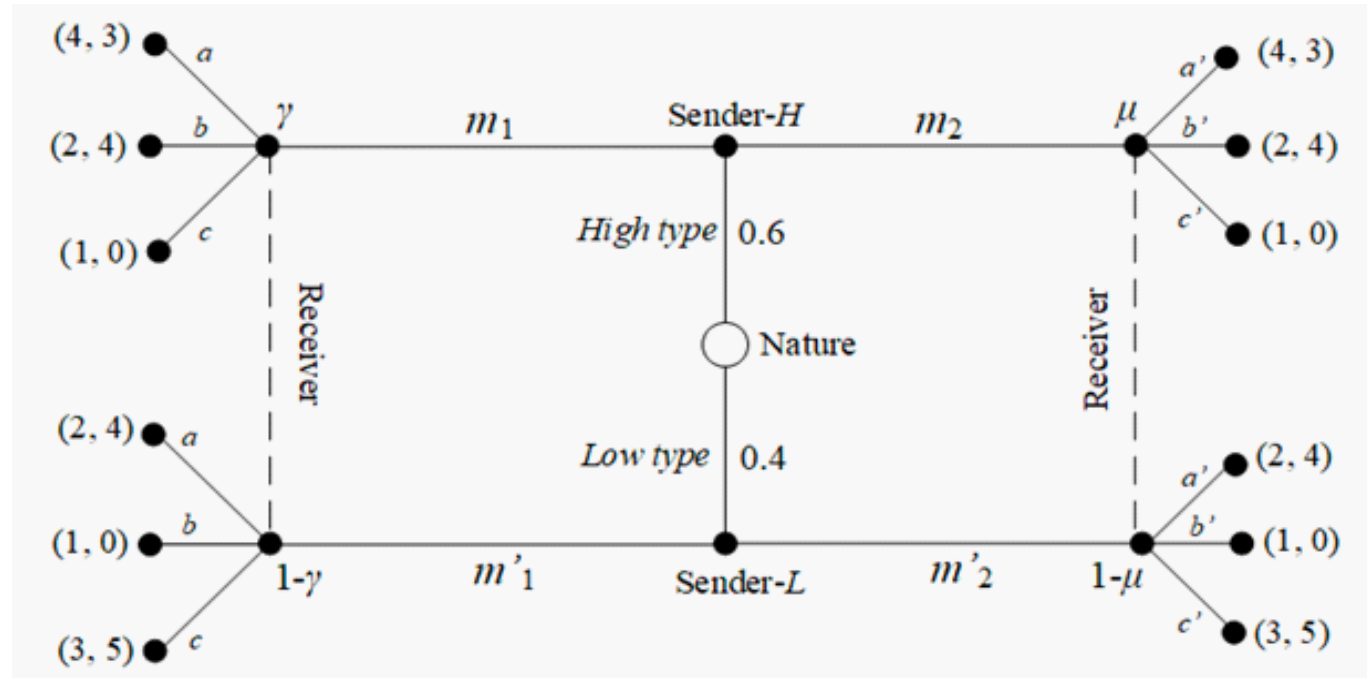 (4, 3) a γ m1 Sender-H m2 μ a' (4, 3)
(2, 4) b b' (2, 4)
(1, 0) c c' (1, 0)
High type 0.6
Receiver Nature Receiver
Low type 0.4
(2, 4) a a' (2, 4)
(1, 0) b b' (1, 0)
1-γ m'1 Sender-L m'2 1-μ
(3, 5) c c' (3, 5)